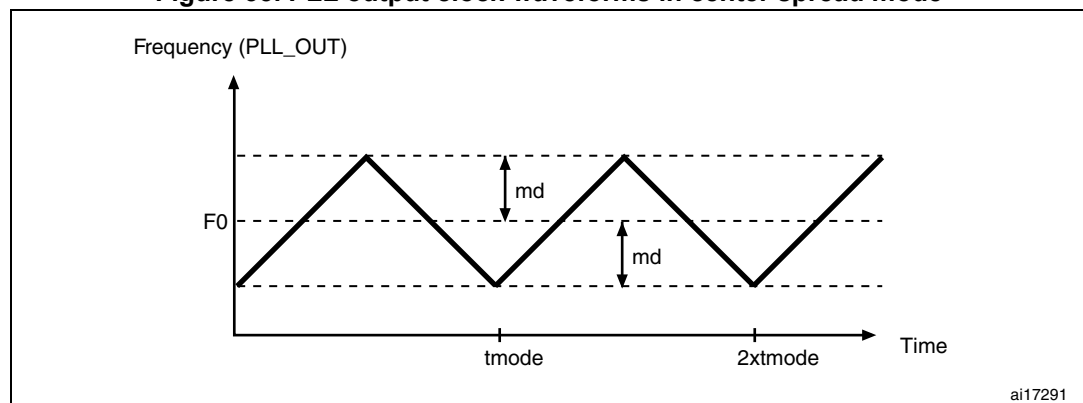 Frequency (PLL_OUT)
md
F0
md
tmode
2xtmode
Time
ai17291